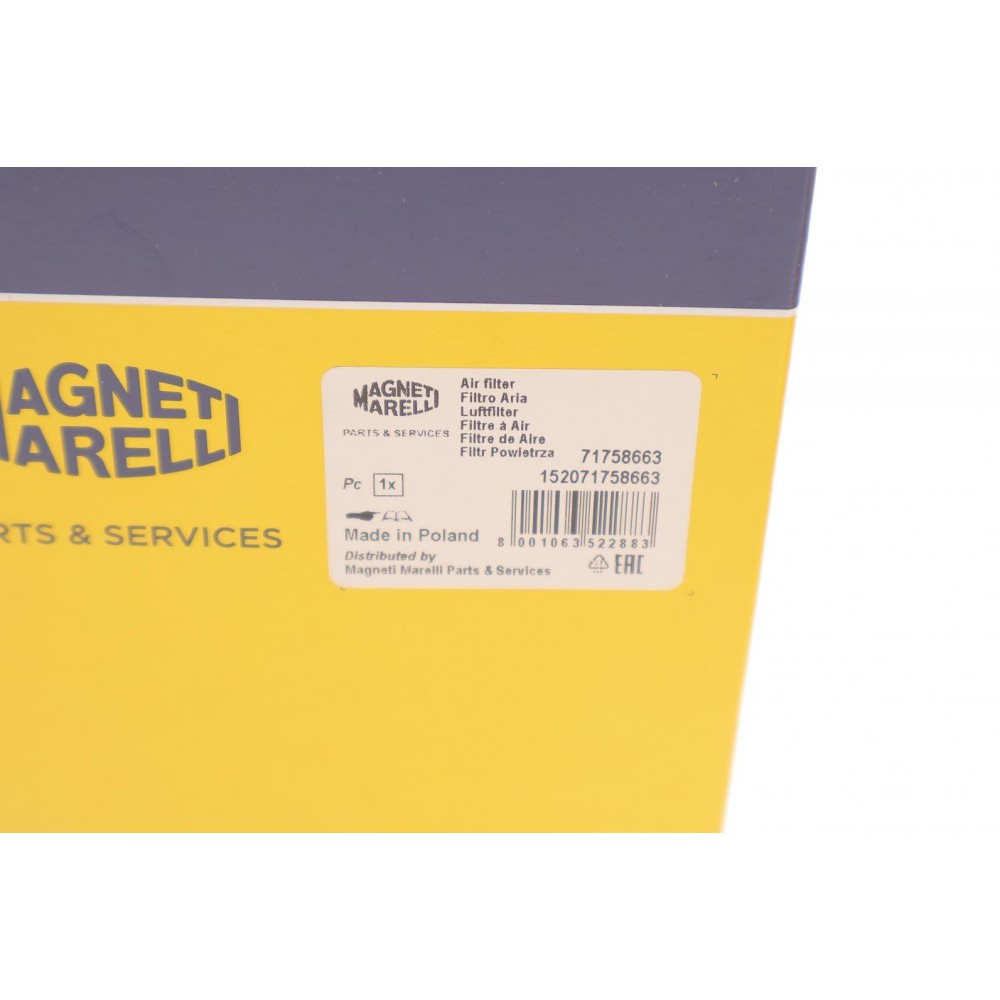 MAGNETI
MARELLI
RTS & SERVICES
MAGNETI
MARELLI
PARTS & SERVICES
Air filter
Filtro Aria
Luftfilter
Filtre à Air
Filtre de Aire
Filtr Powietrza
71758663
152071758663
Pc 1x
Made in Poland
8 001063 522883
Distributed by
Magneti Marelli Parts & Services
EAC